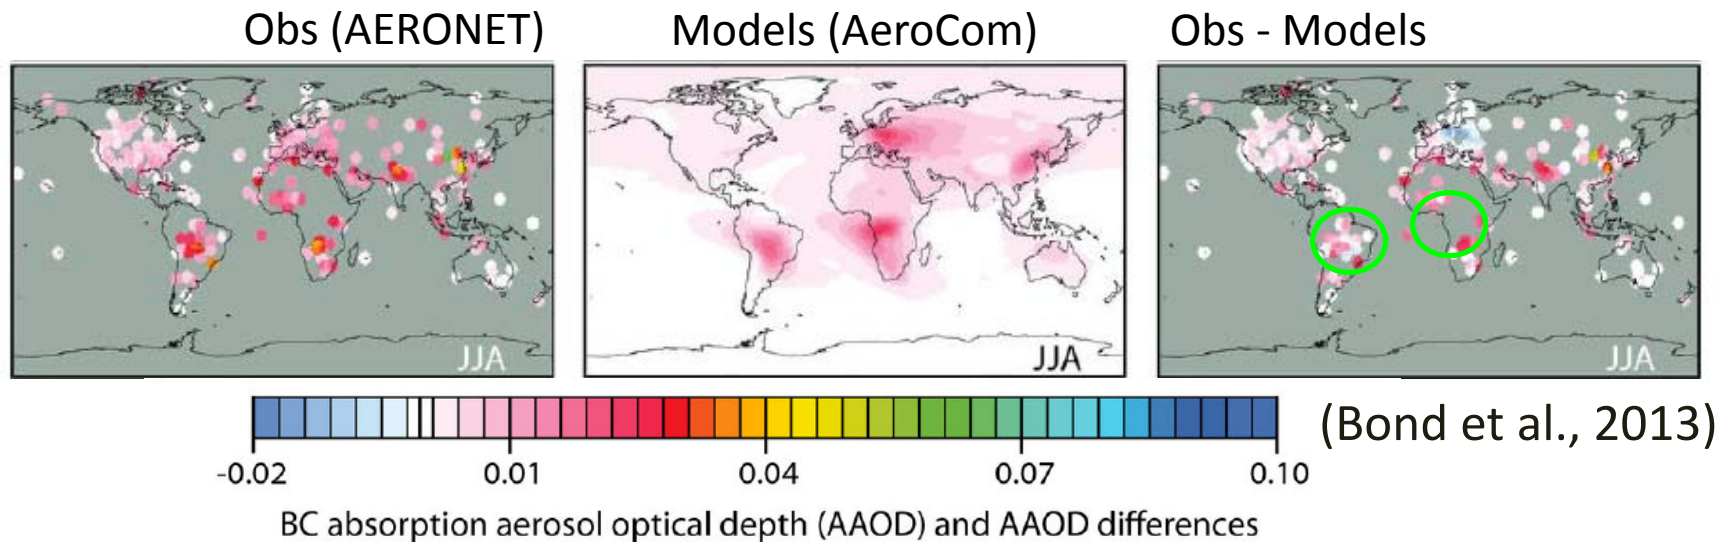 Obs (AERONET)
Models (AeroCom)
Obs - Models
JJA
JJA
JJA
-0.02
0.01
0.04
0.07
0.10
(Bond et al., 2013)
BC absorption aerosol optical depth (AAOD) and AAOD differences